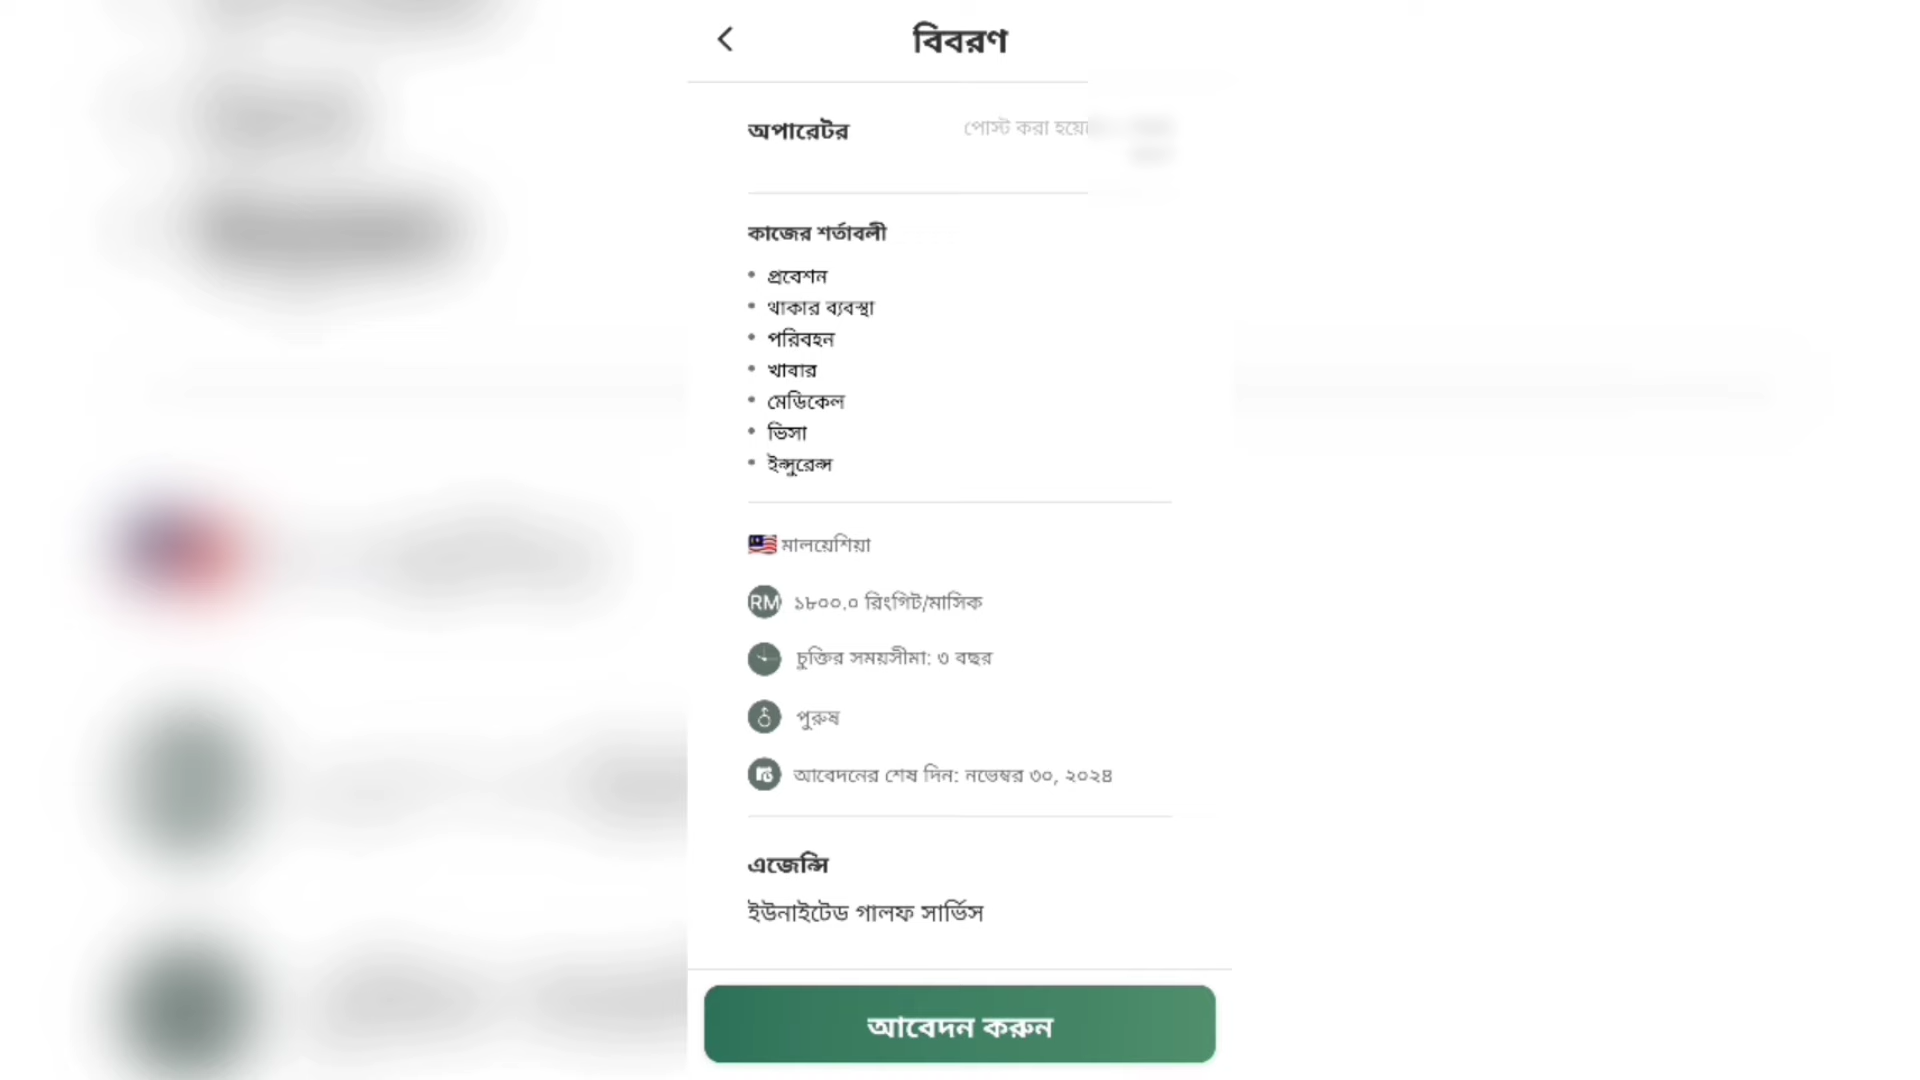 বিবরণ
অপারেটর
পোস্ট করা
কাজের শর্তাবলী
• প্রবেশন
• থাকার ব্যবস্থা
• পরিবহন
• খাবার
• মেডিকেল
• ভিসা
• ইন্সুরেন্স
মালয়েশিয়া
RM ১৮০০.০ রিংগিট/মাসিক
চুক্তির সময়সীমা: ৩ বছর
পুরুষ
আবেদনের শেষ দিন: নভেম্বর ৩০, ২০২৪
এজেন্সি
ইউনাইটেড গালফ সার্ভিস
আবেদন করুন